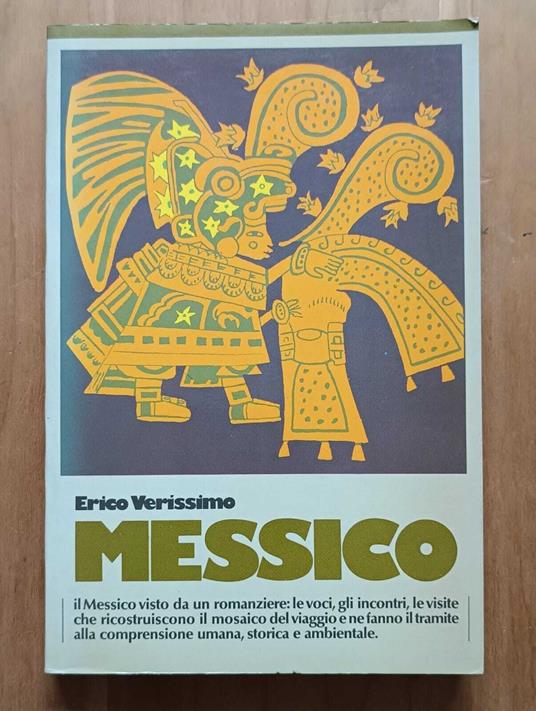 Erico Verissimo
MESSICO
il Messico visto da un romanziere: le voci, gli incontri, le visite
che ricostruiscono il mosaico del viaggio e ne fanno il tramite
alla comprensione umana, storica e ambientale.